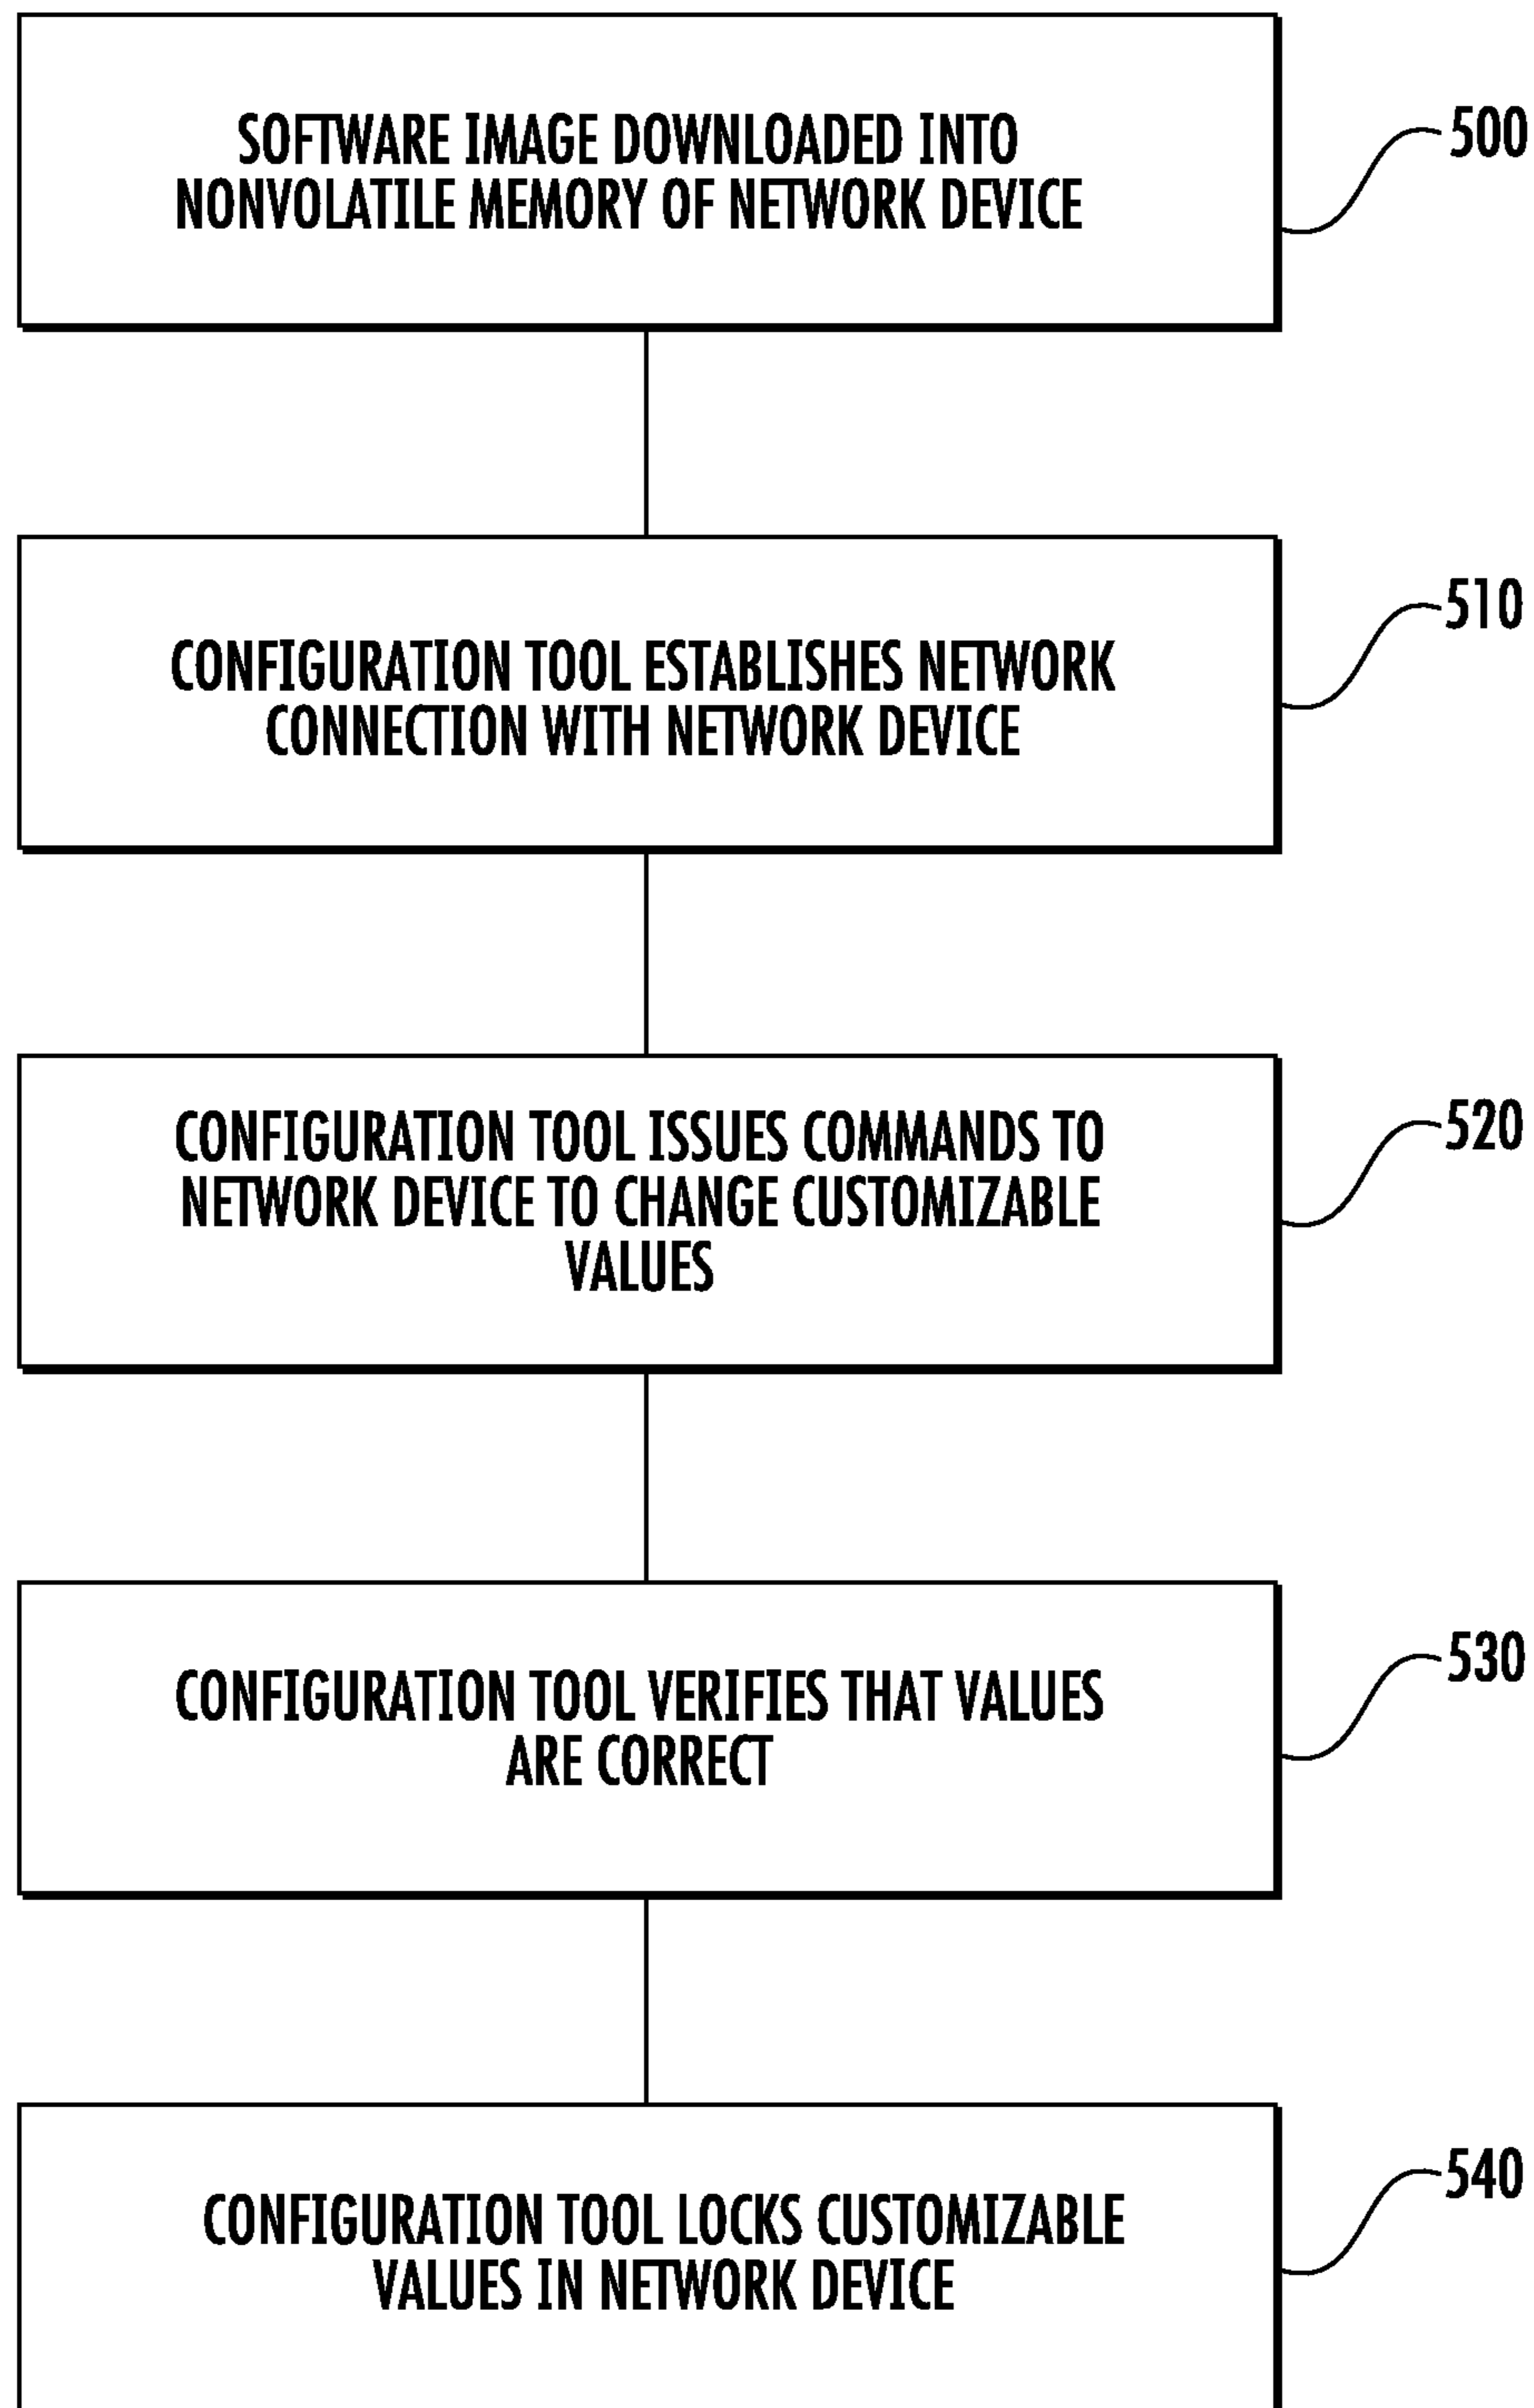 SOFTWARE IMAGE DOWNLOADED INTO
NONVOLATILE MEMORY OF NETWORK DEVICE
500
CONFIGURATION TOOL ESTABLISHES NETWORK
CONNECTION WITH NETWORK DEVICE
510
CONFIGURATION TOOL ISSUES COMMANDS TO
NETWORK DEVICE TO CHANGE CUSTOMIZABLE
VALUES
520
CONFIGURATION TOOL VERIFIES THAT VALUES
ARE CORRECT
530
CONFIGURATION TOOL LOCKS CUSTOMIZABLE
VALUES IN NETWORK DEVICE
540